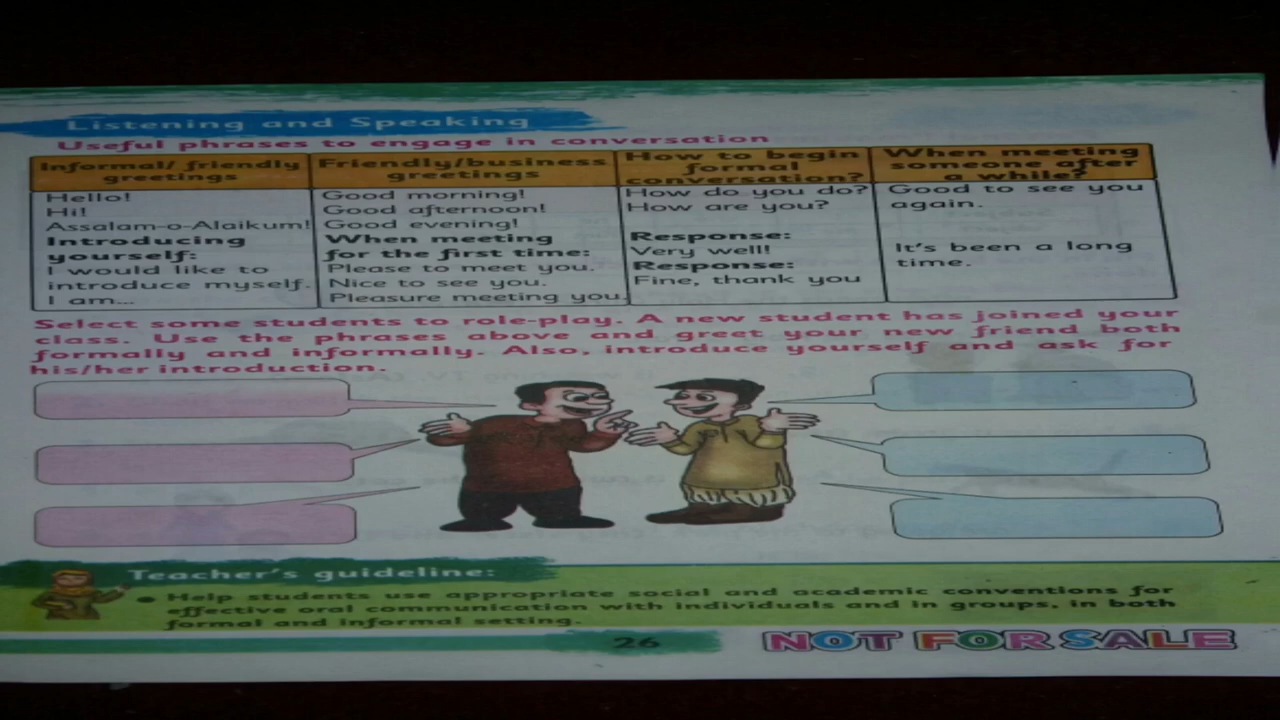 Listening and Speaking
Useful phrases to engage in conversation
Informal/ friendly
greetings
Hello!
Hi!
Assalam-o-Alaikum!
Introducing
yourself:
I would like to
introduce myself.
I am...
Friendly/business
greetings
Good morning!
Good afternoon!
Good evening!
When meeting
for the first time:
Please to meet you.
Nice to see you.
Pleasure meeting you.
How to begin
formal
conversation?
How do you do?
How are you?
Response:
Very well!
Response:
Fine, thank you
When meeting
someone after
a while?
Good to see you
again.
It's been a long
time.
Select some students to role-play. A new student has joined your
class. Use the phrases above and greet your new friend both
formally and informally. Also, introduce yourself and ask for
his/her introduction.
Teacher's guideline:
● Help students use appropriate social and academic conventions for
effective oral communication with individuals and in groups, in both
formal and informal setting.
26
NOT FOR SALE